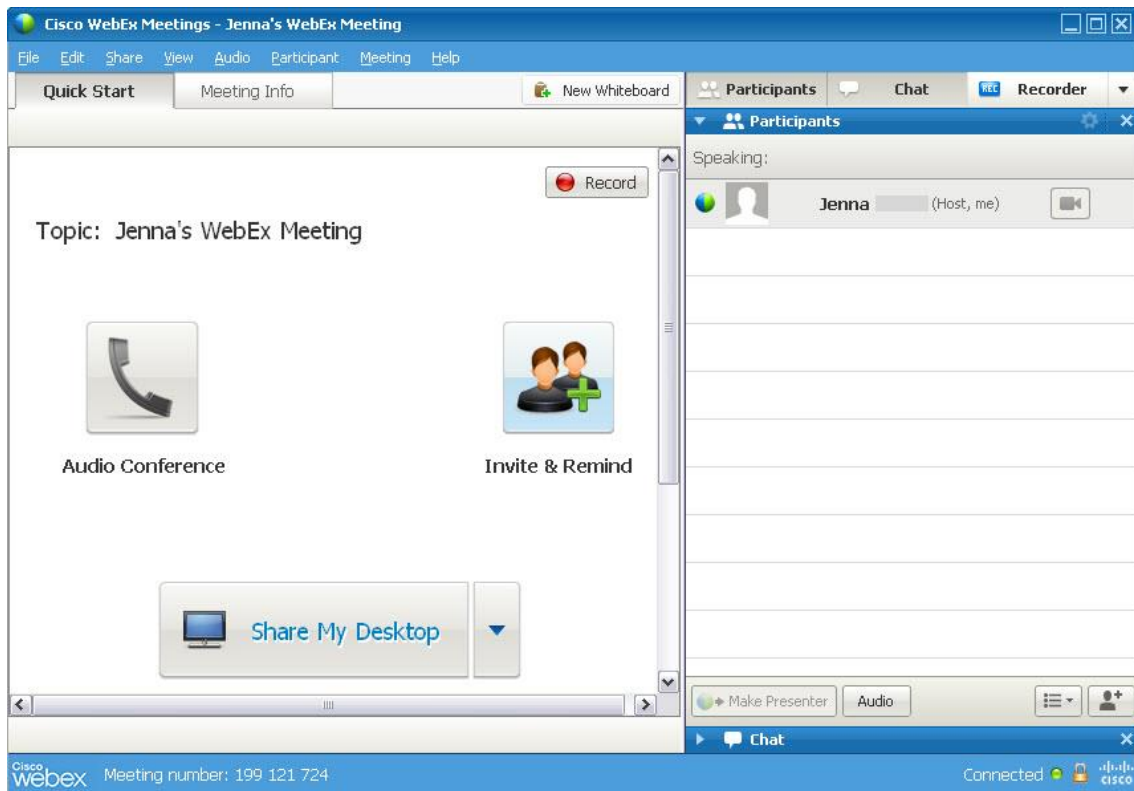 Cisco WebEx Meetings - Jenna's WebEx Meeting
File Edit Share View Audio Participant Meeting Help
Quick Start Meeting Info New Whiteboard Participants Chat REC Recorder
Participants
Speaking:
Record
Jenna (Host, me)
Topic: Jenna's WebEx Meeting
Audio Conference Invite & Remind
Share My Desktop
Make Presenter Audio
Chat
Cisco webex Meeting number: 199 121 724 Connected cisco